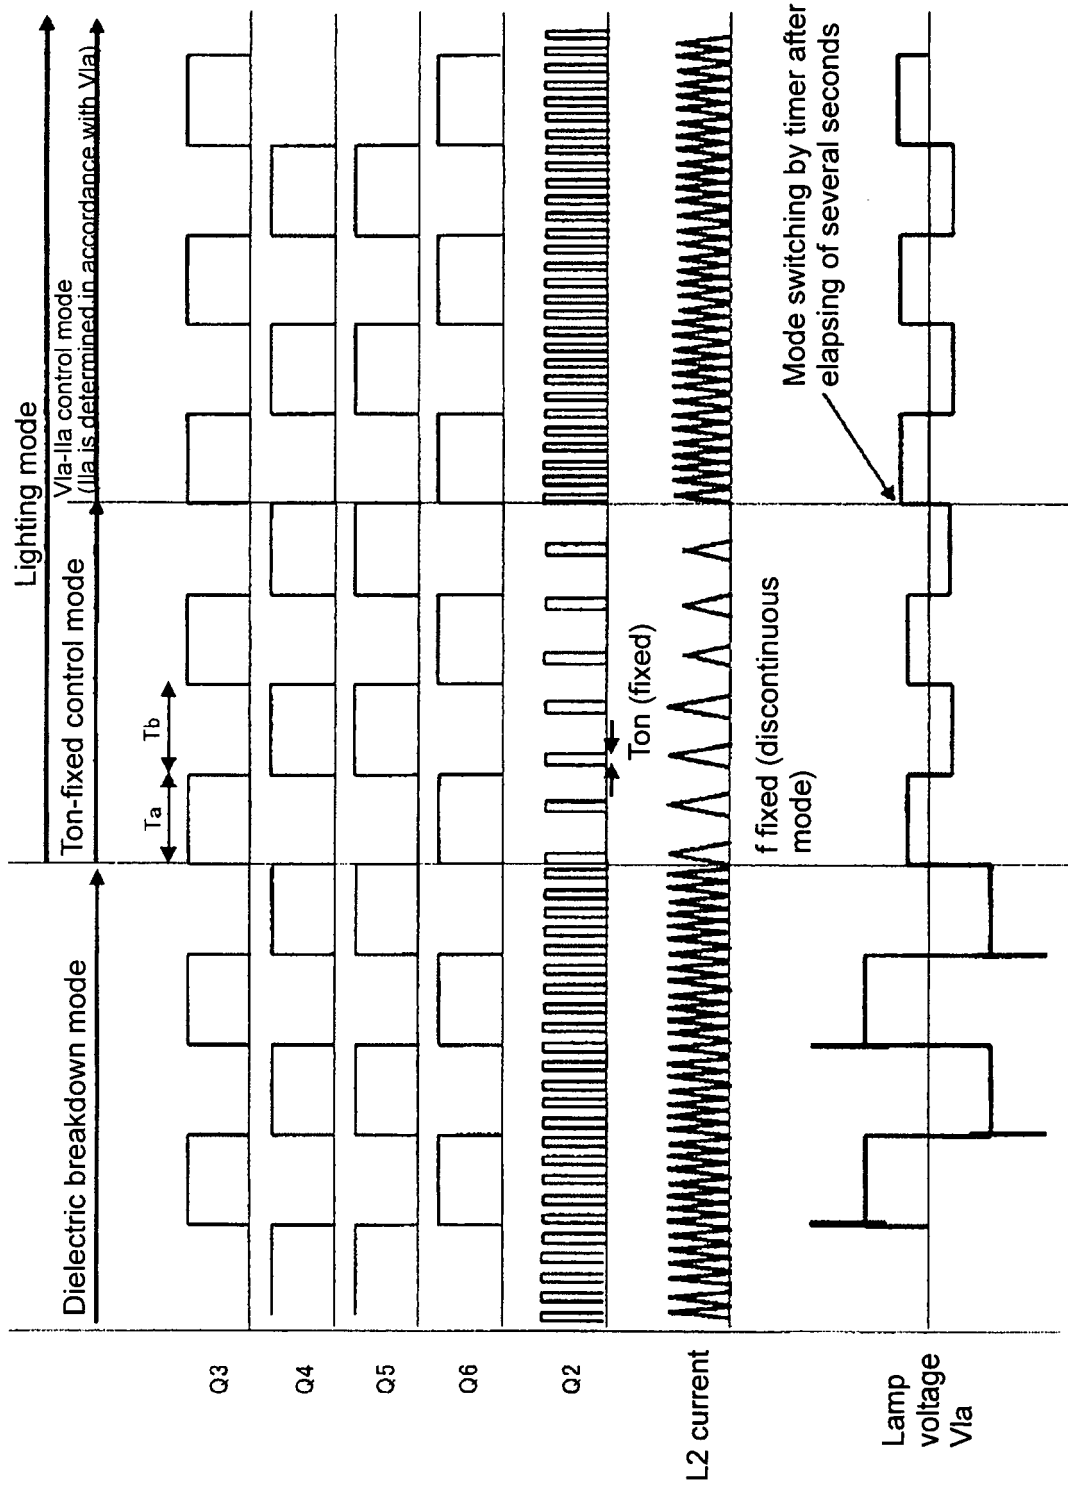 Lighting mode
Dielectric breakdown mode
Ton-fixed control mode
Vla-Ila control mode
(Ila is determined in accordance with Vla)
Ta
Tb
Q3
Q4
Q5
Q6
Q2
Ton (fixed)
L2 current
f fixed (discontinuous
mode)
Mode switching by timer after
elapsing of several seconds
Lamp
voltage
Vla